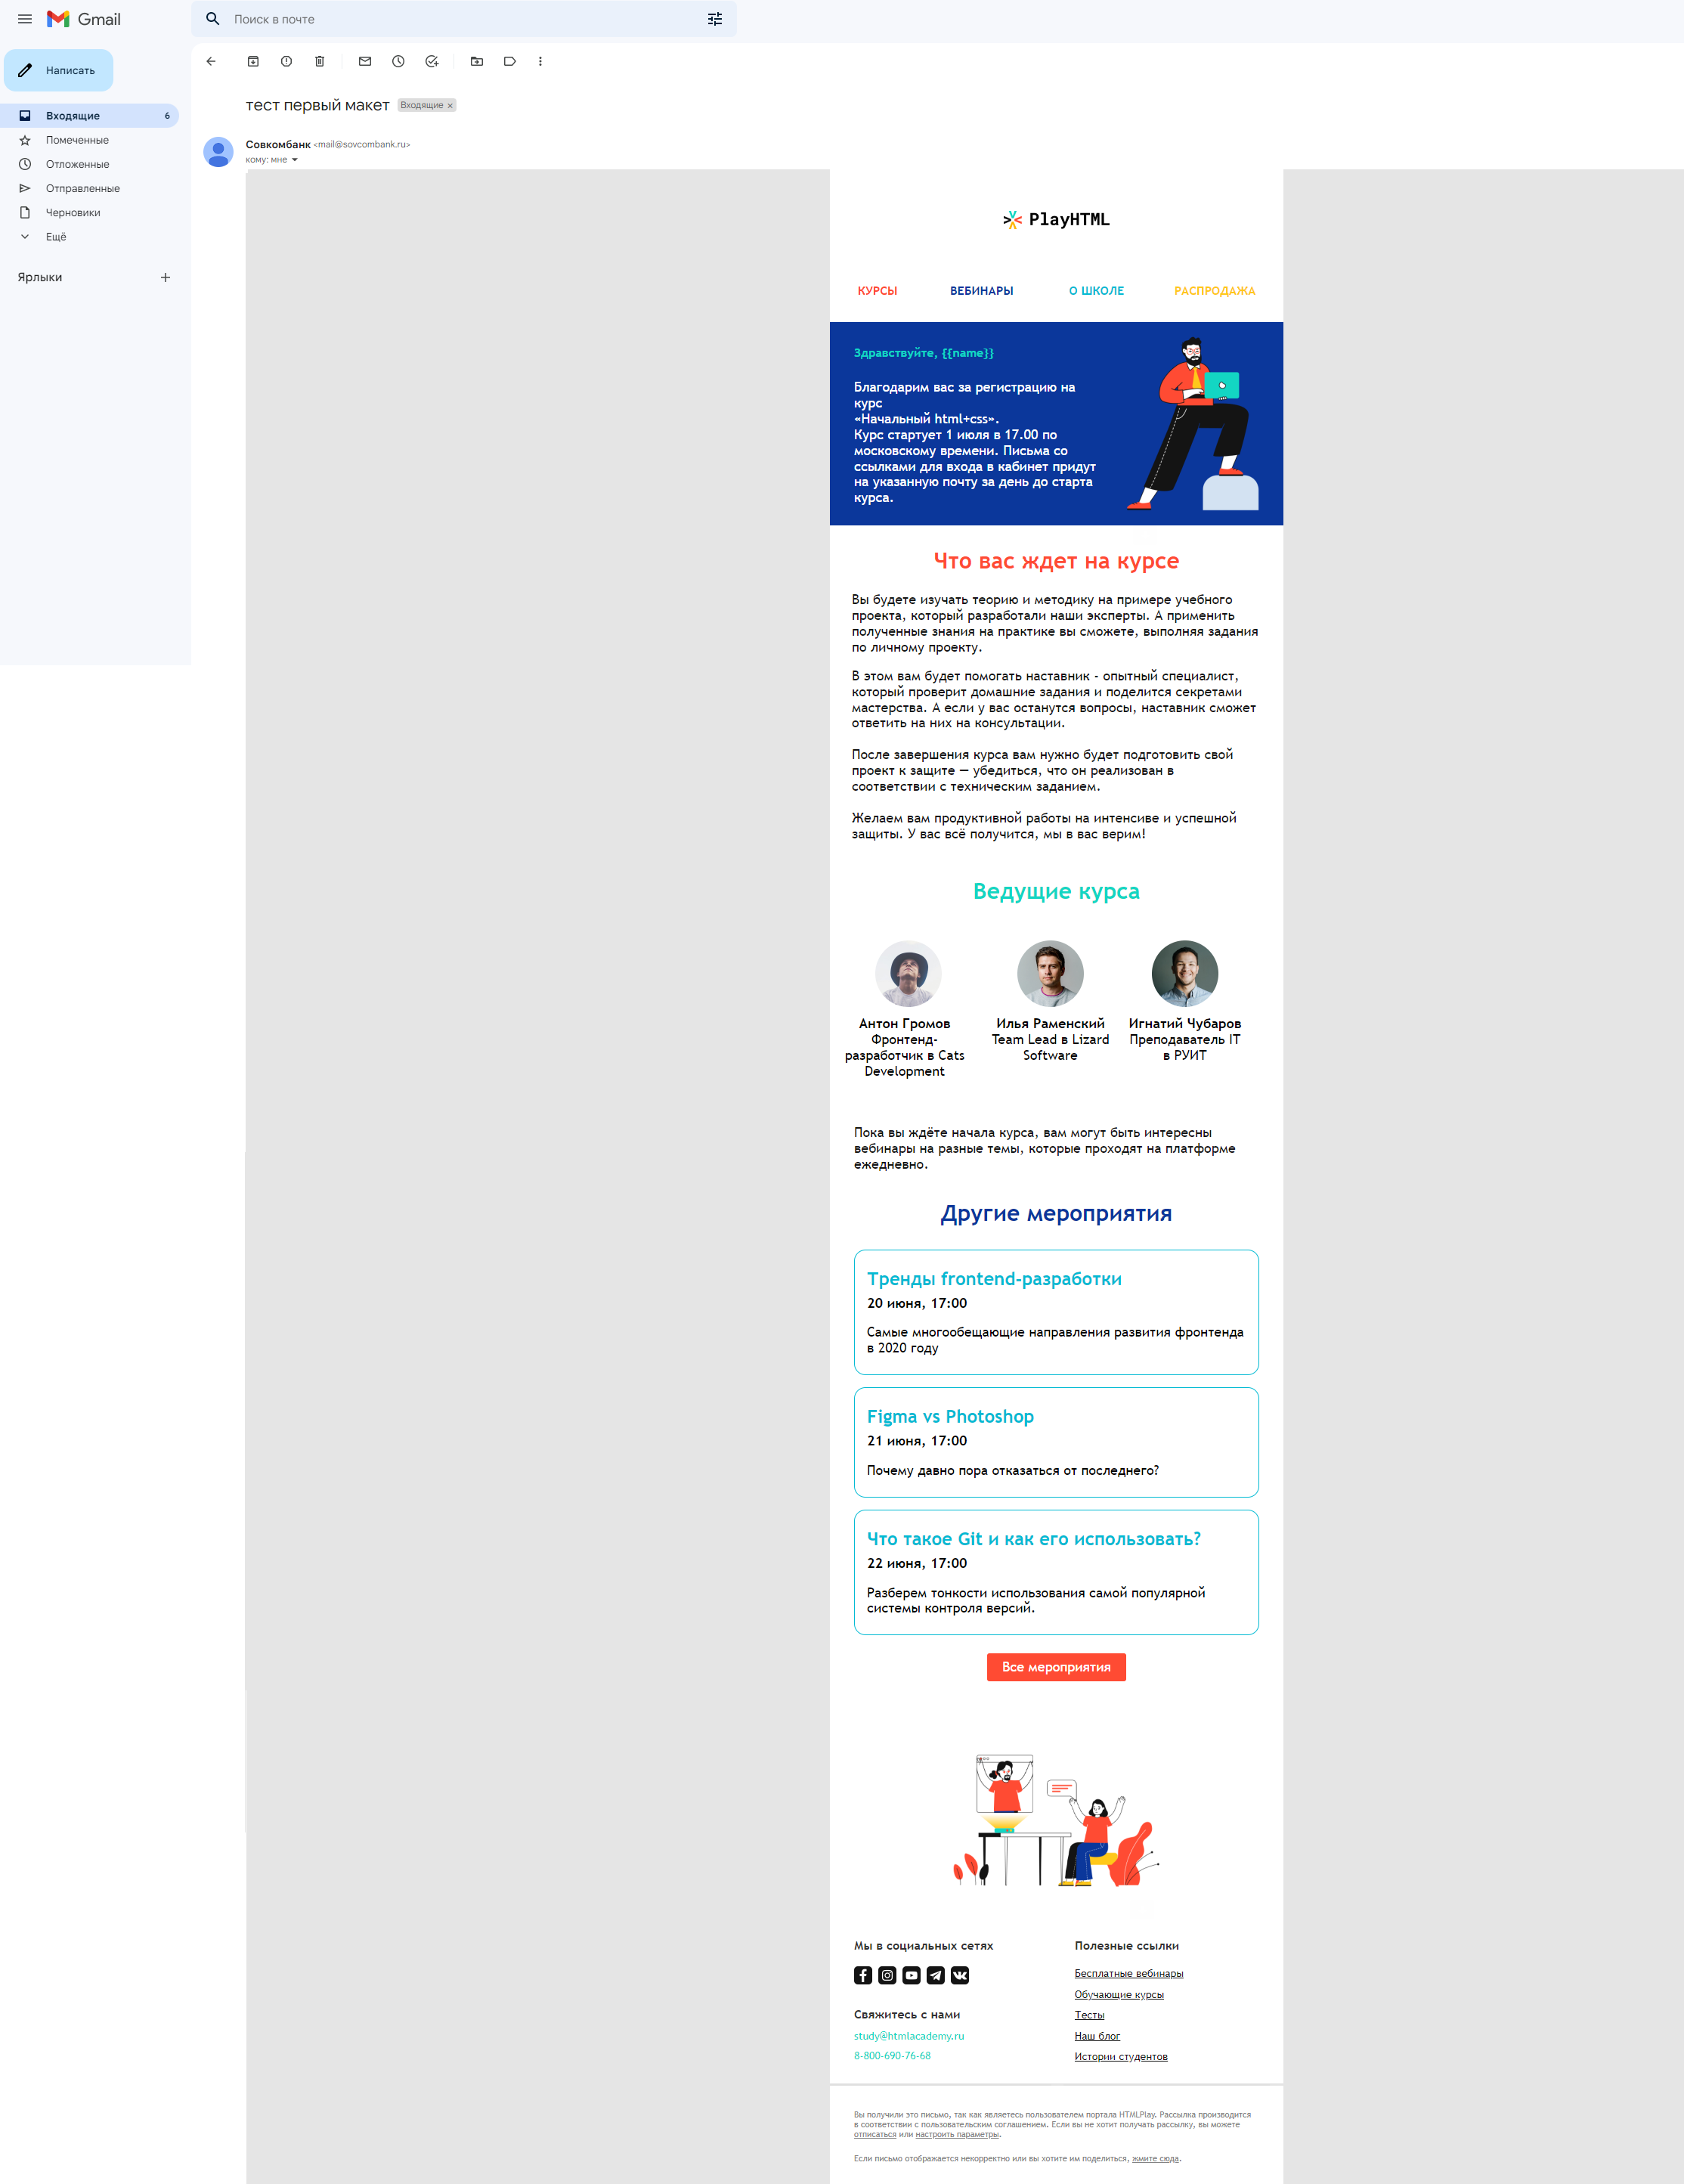 Gmail
Поиск в почте
Написать
Входящие 6
Помеченные
Отложенные
Отправленные
Черновики
Ещё
Ярлыки
тест первый макет Входящие ×
Совкомбанк <mail@sovcombank.ru>
кому: мне
PlayHTML
КУРСЫ ВЕБИНАРЫ О ШКОЛЕ РАСПРОДАЖА
Здравствуйте, {{name}}
Благодарим вас за регистрацию на
курс
«Начальный html+css».
Курс стартует 1 июля в 17.00 по
московскому времени. Письма со
ссылками для входа в кабинет придут
на указанную почту за день до старта
курса.
Что вас ждет на курсе
Вы будете изучать теорию и методику на примере учебного
проекта, который разработали наши эксперты. А применить
полученные знания на практике вы сможете, выполняя задания
по личному проекту.
В этом вам будет помогать наставник - опытный специалист,
который проверит домашние задания и поделится секретами
мастерства. А если у вас останутся вопросы, наставник сможет
ответить на них на консультации.
После завершения курса вам нужно будет подготовить свой
проект к защите — убедиться, что он реализован в
соответствии с техническим заданием.
Желаем вам продуктивной работы на интенсиве и успешной
защиты. У вас всё получится, мы в вас верим!
Ведущие курса
Антон Громов
Фронтенд-
разработчик в Cats
Development
Илья Раменский
Team Lead в Lizard
Software
Игнатий Чубаров
Преподаватель IT
в РУИТ
Пока вы ждёте начала курса, вам могут быть интересны
вебинары на разные темы, которые проходят на платформе
ежедневно.
Другие мероприятия
Тренды frontend-разработки
20 июня, 17:00
Самые многообещающие направления развития фронтенда
в 2020 году
Figma vs Photoshop
21 июня, 17:00
Почему давно пора отказаться от последнего?
Что такое Git и как его использовать?
22 июня, 17:00
Разберем тонкости использования самой популярной
системы контроля версий.
Все мероприятия
Мы в социальных сетях
Свяжитесь с нами
study@htmlacademy.ru
8-800-690-76-68
Полезные ссылки
Бесплатные вебинары
Обучающие курсы
Тесты
Наш блог
Истории студентов
Вы получили это письмо, так как являетесь пользователем портала HTMLPlay. Рассылка производится
в соответствии с пользовательским соглашением. Если вы не хотит получать рассылку, вы можете
отписаться или настроить параметры.
Если письмо отображается некорректно или вы хотите им поделиться, жмите сюда.